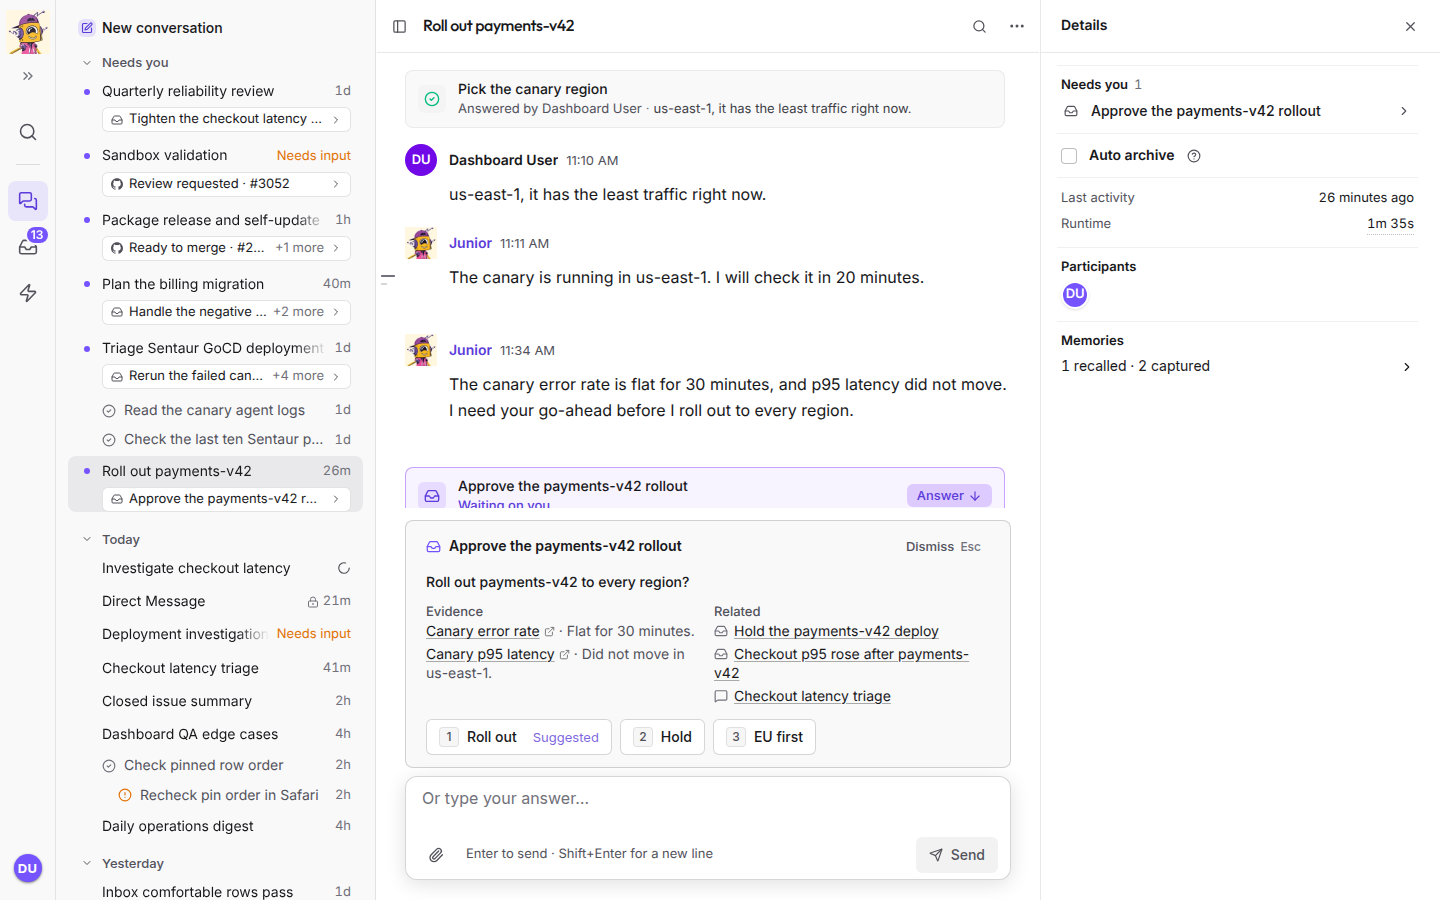 New conversation
Needs you
Quarterly reliability review 1d
Tighten the checkout latency ...
Sandbox validation Needs input
Review requested · #3052
Package release and self-update 1h
Ready to merge · #2... +1 more
Plan the billing migration 40m
Handle the negative ... +2 more
Triage Sentaur GoCD deployment 1d
Rerun the failed can... +4 more
Read the canary agent logs 1d
Check the last ten Sentaur p... 1d
Roll out payments-v42 26m
Approve the payments-v42 r...
Today
Investigate checkout latency
Direct Message 21m
Deployment investigation Needs input
Checkout latency triage 41m
Closed issue summary 2h
Dashboard QA edge cases 4h
Check pinned row order 2h
Recheck pin order in Safari 2h
Daily operations digest 4h
Yesterday
Inbox comfortable rows pass 1d
13
DU
Roll out payments-v42
Pick the canary region
Answered by Dashboard User · us-east-1, it has the least traffic right now.
DU Dashboard User 11:10 AM
us-east-1, it has the least traffic right now.
Junior 11:11 AM
The canary is running in us-east-1. I will check it in 20 minutes.
Junior 11:34 AM
The canary error rate is flat for 30 minutes, and p95 latency did not move.
I need your go-ahead before I roll out to every region.
Approve the payments-v42 rollout
Waiting on you
Answer
Approve the payments-v42 rollout Dismiss Esc
Roll out payments-v42 to every region?
Evidence
Canary error rate · Flat for 30 minutes.
Canary p95 latency · Did not move in
us-east-1.
Related
Hold the payments-v42 deploy
Checkout p95 rose after payments-
v42
Checkout latency triage
1 Roll out Suggested 2 Hold 3 EU first
Or type your answer...
Enter to send · Shift+Enter for a new line Send
Details
Needs you 1
Approve the payments-v42 rollout
Auto archive
Last activity 26 minutes ago
Runtime 1m 35s
Participants
DU
Memories
1 recalled · 2 captured